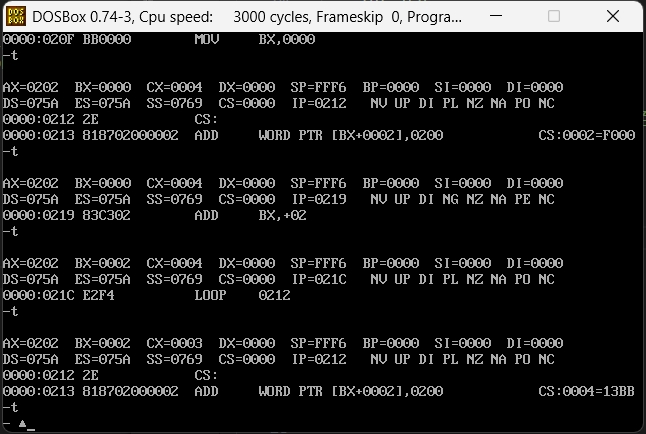 DOS BOX
DOSBox 0.74-3, Cpu speed:    3000 cycles, Frameskip  0, Progra...
0000:020F BB0000        MOV     BX,0000
-t
AX=0202  BX=0000  CX=0004  DX=0000  SP=FFF6  BP=0000  SI=0000  DI=0000
DS=075A  ES=075A  SS=0769  CS=0000  IP=0212   NV UP DI PL NZ NA PO NC
0000:0212 2E            CS:
0000:0213 818702000002  ADD     WORD PTR [BX+0002],0200            CS:0002=F000
-t
AX=0202  BX=0000  CX=0004  DX=0000  SP=FFF6  BP=0000  SI=0000  DI=0000
DS=075A  ES=075A  SS=0769  CS=0000  IP=0219   NV UP DI NG NZ NA PE NC
0000:0219 83C302        ADD     BX,+02
-t
AX=0202  BX=0002  CX=0004  DX=0000  SP=FFF6  BP=0000  SI=0000  DI=0000
DS=075A  ES=075A  SS=0769  CS=0000  IP=021C   NV UP DI PL NZ NA PO NC
0000:021C E2F4          LOOP    0212
-t
AX=0202  BX=0002  CX=0003  DX=0000  SP=FFF6  BP=0000  SI=0000  DI=0000
DS=075A  ES=075A  SS=0769  CS=0000  IP=0212   NV UP DI PL NZ NA PO NC
0000:0212 2E            CS:
0000:0213 818702000002  ADD     WORD PTR [BX+0002],0200            CS:0004=13BB
-t
- ♠_